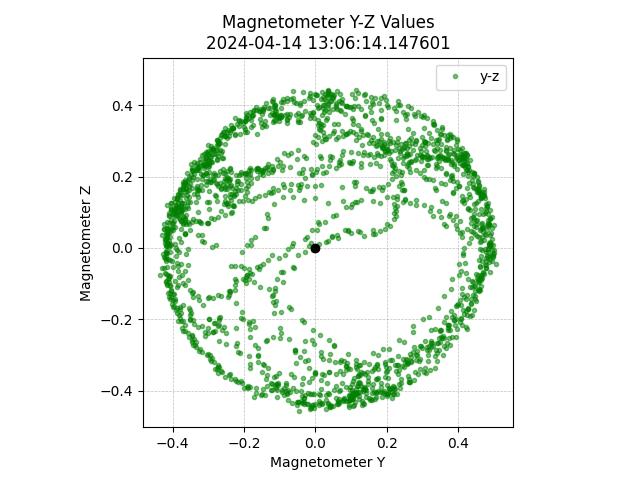 Magnetometer Y-Z Values
2024-04-14 13:06:14.147601
y-z
Magnetometer Z
0.4
0.2
0.0
−0.2
−0.4
−0.4
−0.2
0.0
0.2
0.4
Magnetometer Y